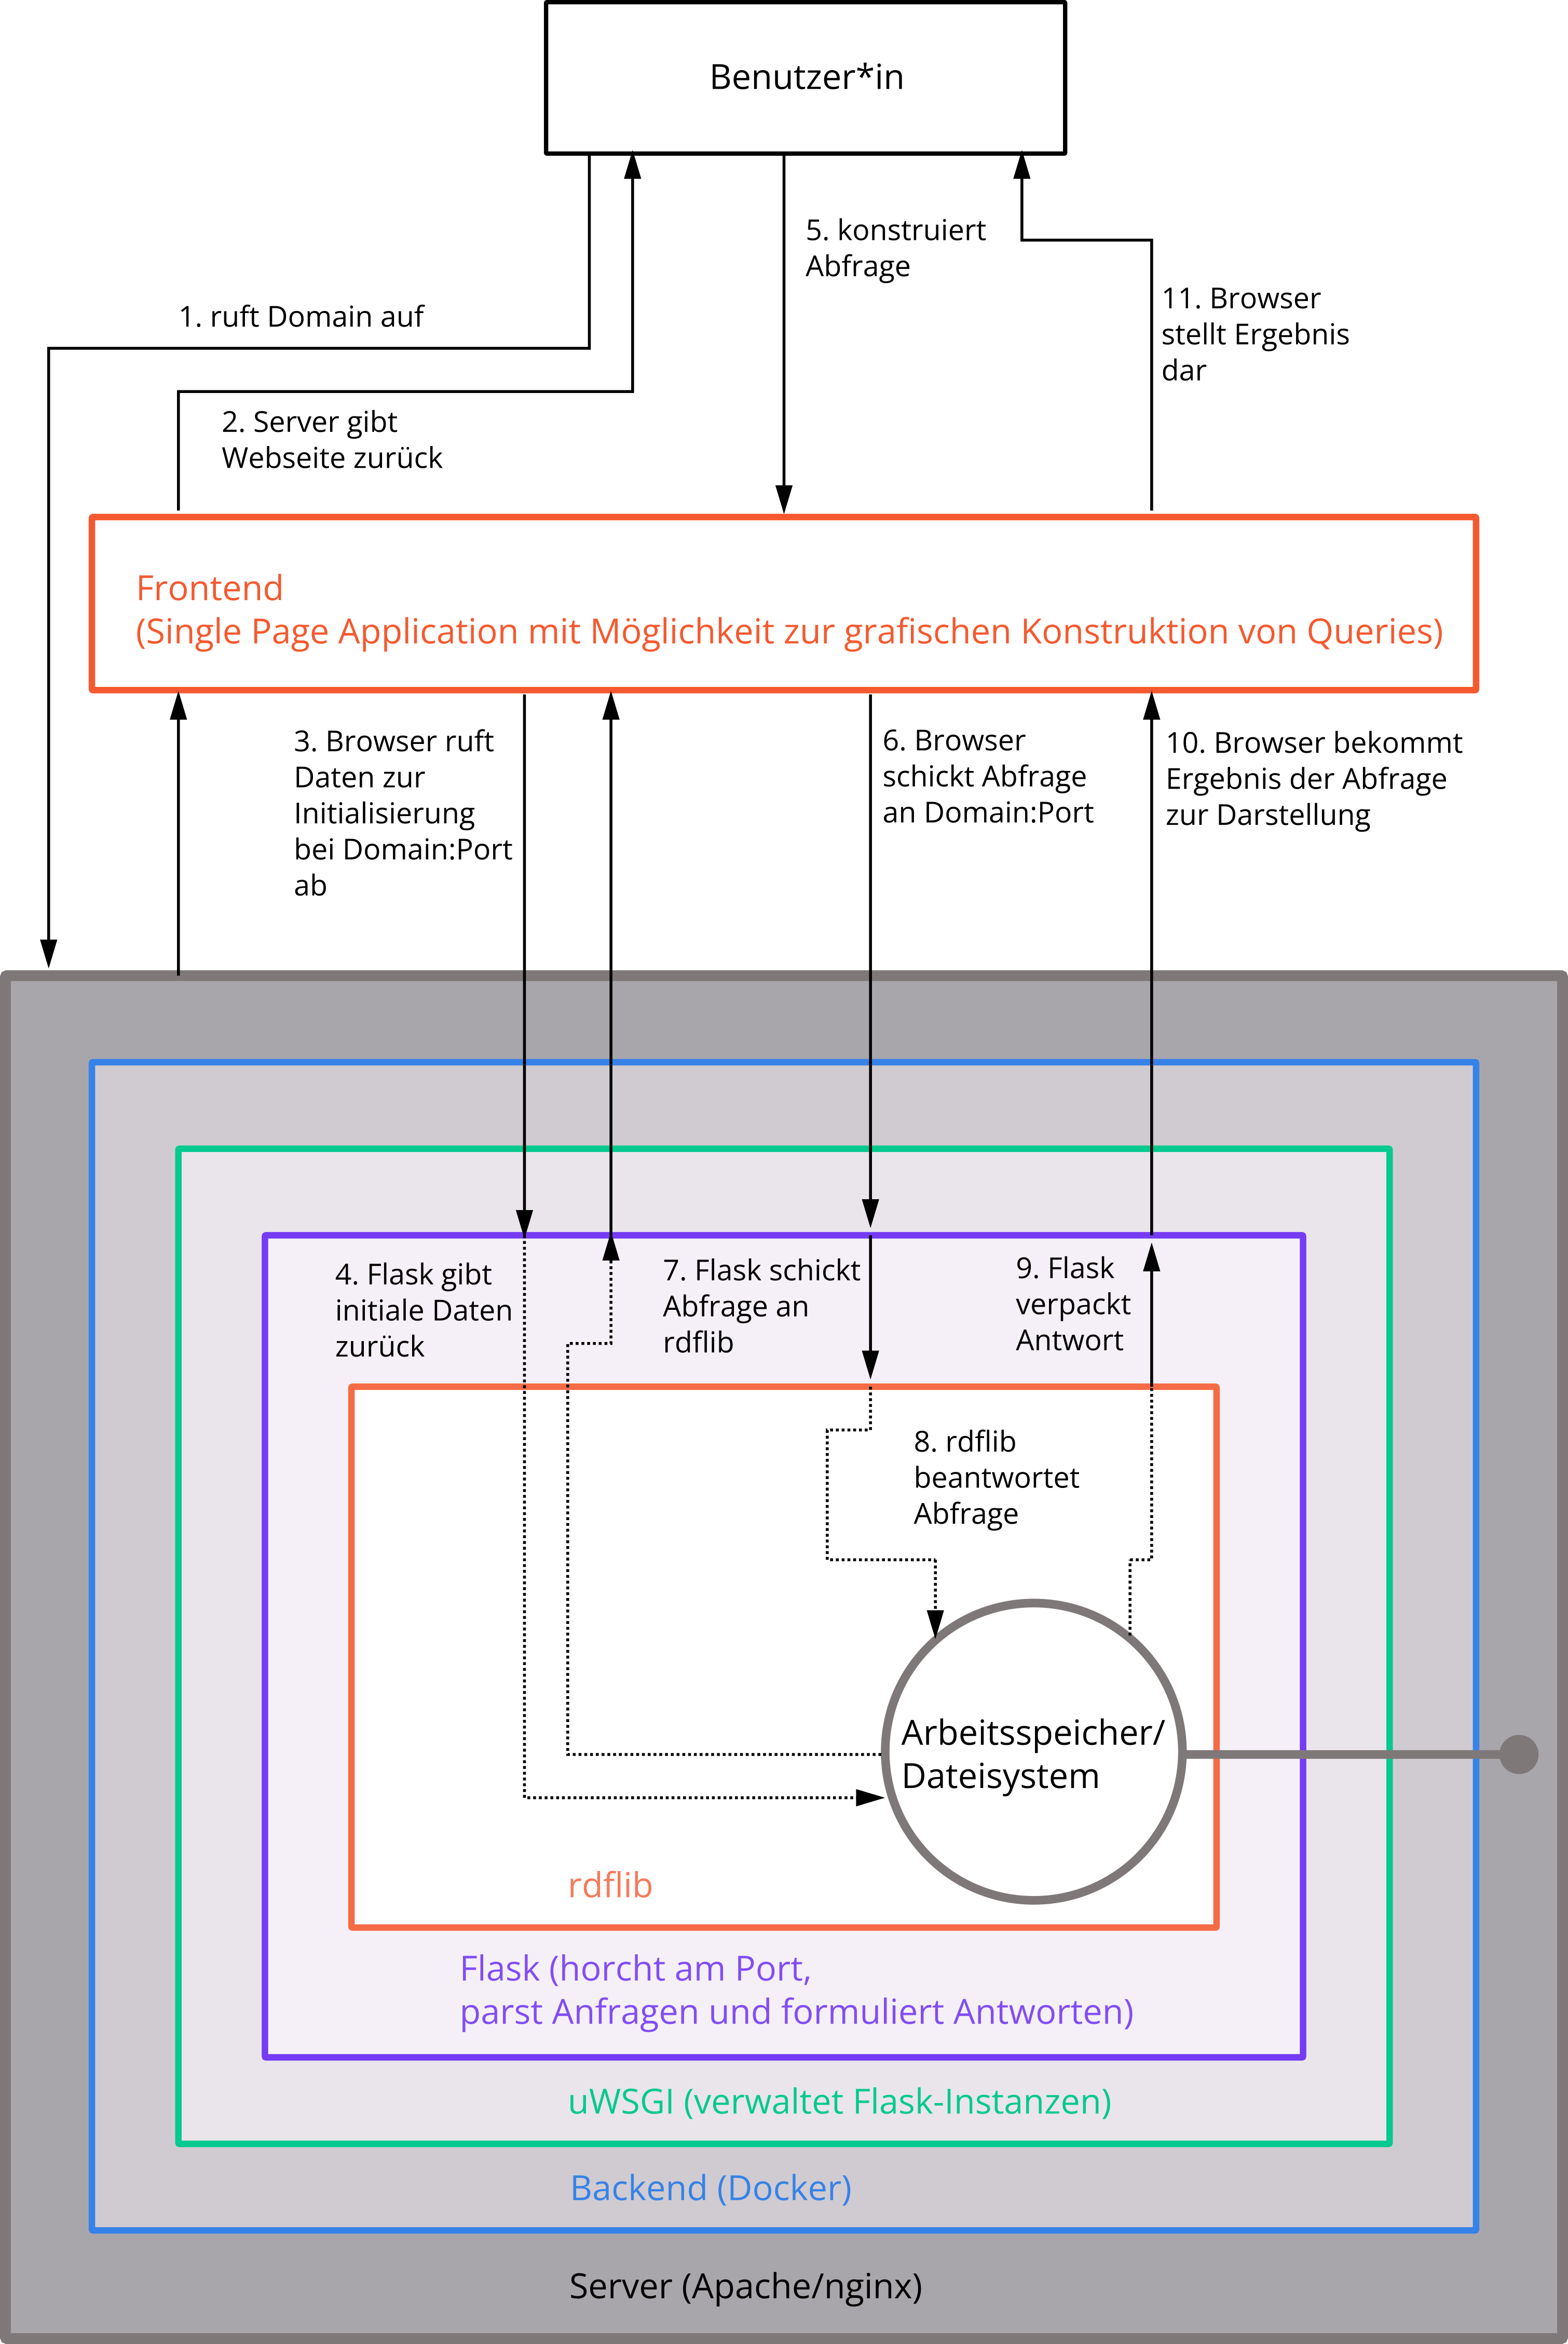 Benutzer*in
5. konstruiert
Abfrage
1. ruft Domain auf
11. Browser
stellt Ergebnis
dar
2. Server gibt
Webseite zurück
Frontend
(Single Page Application mit Möglichkeit zur grafischen Konstruktion von Queries)
3. Browser ruft
Daten zur
Initialisierung
bei Domain:Port
ab
6. Browser
schickt Abfrage
an Domain:Port
10. Browser bekommt
Ergebnis der Abfrage
zur Darstellung
4. Flask gibt
initiale Daten
zurück
7. Flask schickt
Abfrage an
rdflib
9. Flask
verpackt
Antwort
8. rdflib
beantwortet
Abfrage
Arbeitsspeicher/
Dateisystem
rdflib
Flask (horcht am Port,
parst Anfragen und formuliert Antworten)
uWSGI (verwaltet Flask-Instanzen)
Backend (Docker)
Server (Apache/nginx)